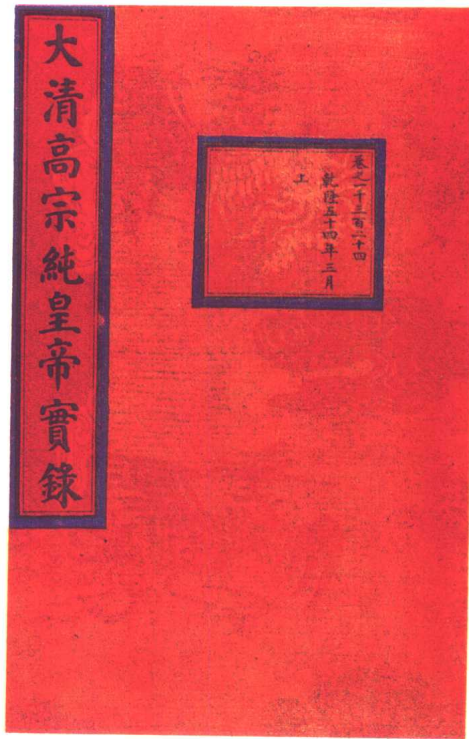 大清高宗純皇帝實錄
卷之一千三百二十四
乾隆五十四年三月
上